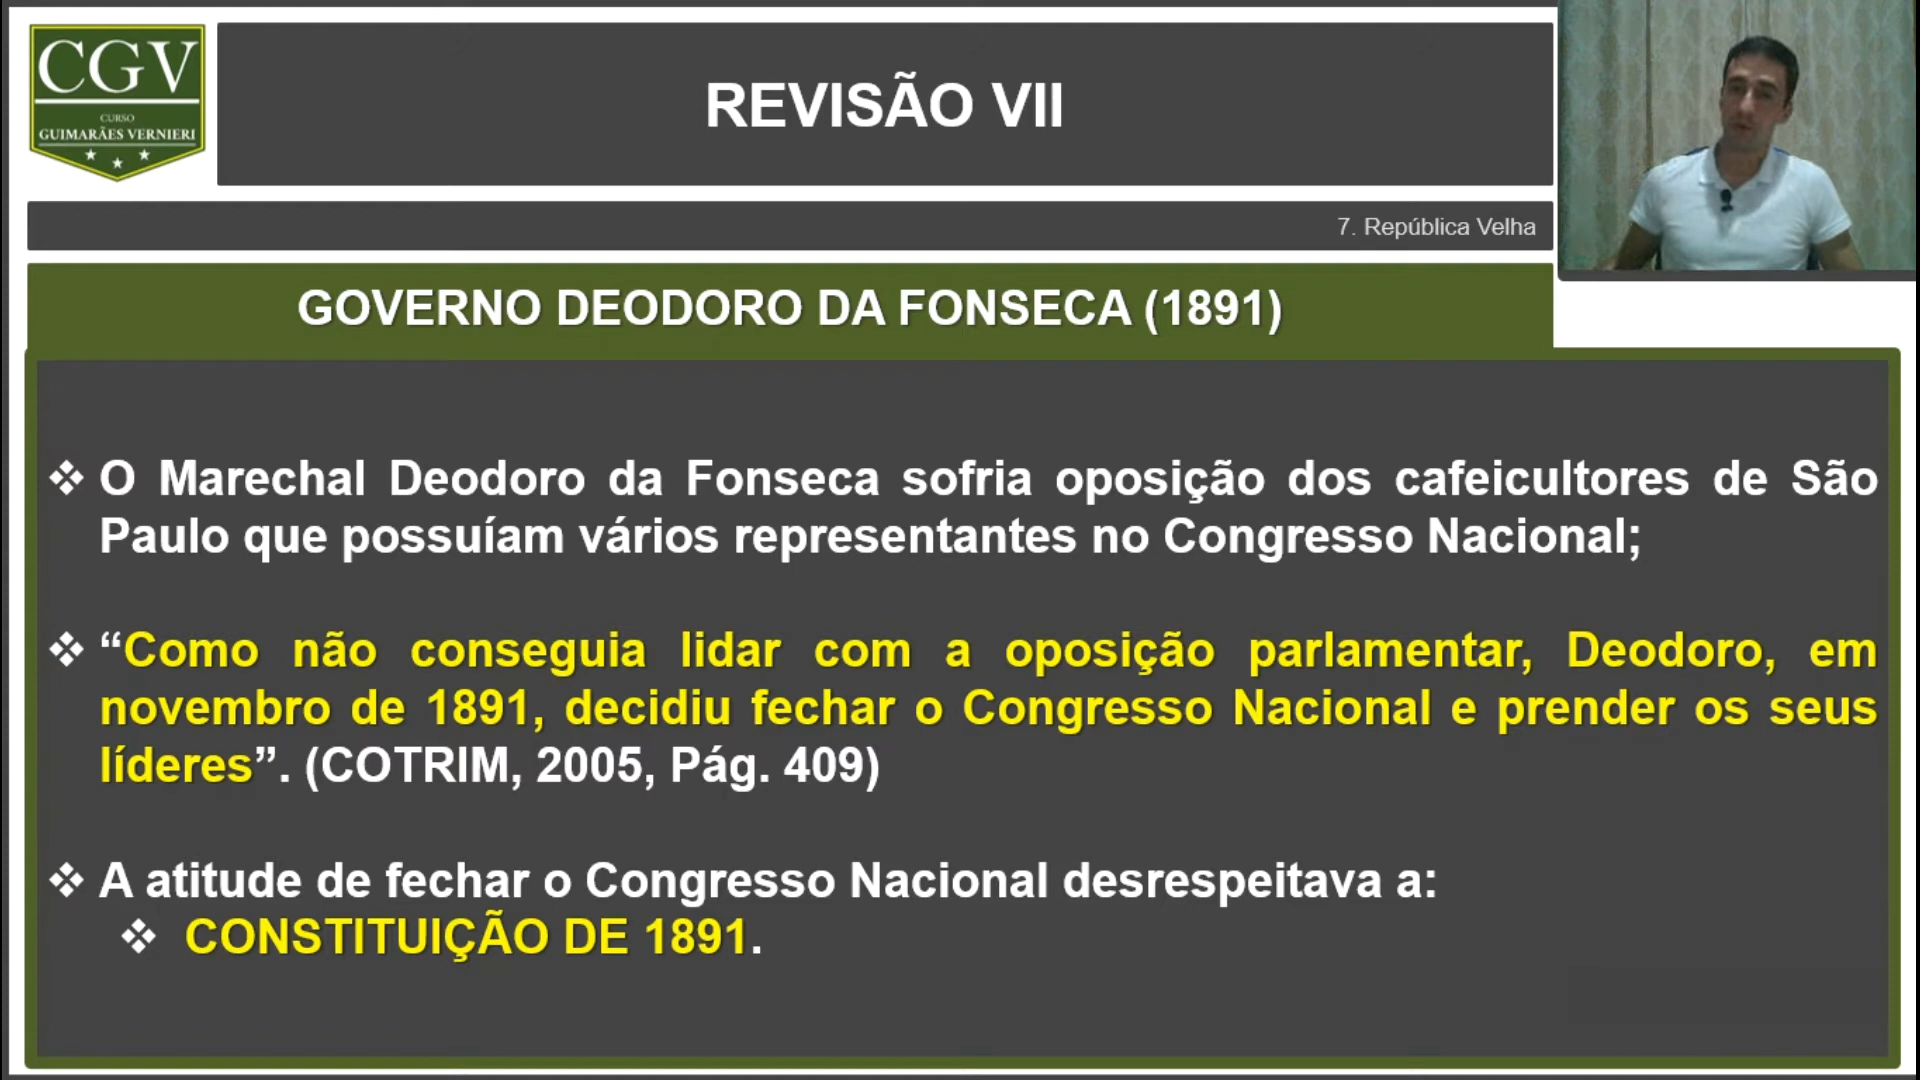 CGV
CURSO
GUIMARÃES VERNIERI
REVISÃO VII
7. República Velha
GOVERNO DEODORO DA FONSECA (1891)
❖ O Marechal Deodoro da Fonseca sofria oposição dos cafeicultores de São
Paulo que possuíam vários representantes no Congresso Nacional;
❖ “Como não conseguia lidar com a oposição parlamentar, Deodoro, em
novembro de 1891, decidiu fechar o Congresso Nacional e prender os seus
líderes”. (COTRIM, 2005, Pág. 409)
❖ A atitude de fechar o Congresso Nacional desrespeitava a:
❖ CONSTITUIÇÃO DE 1891.